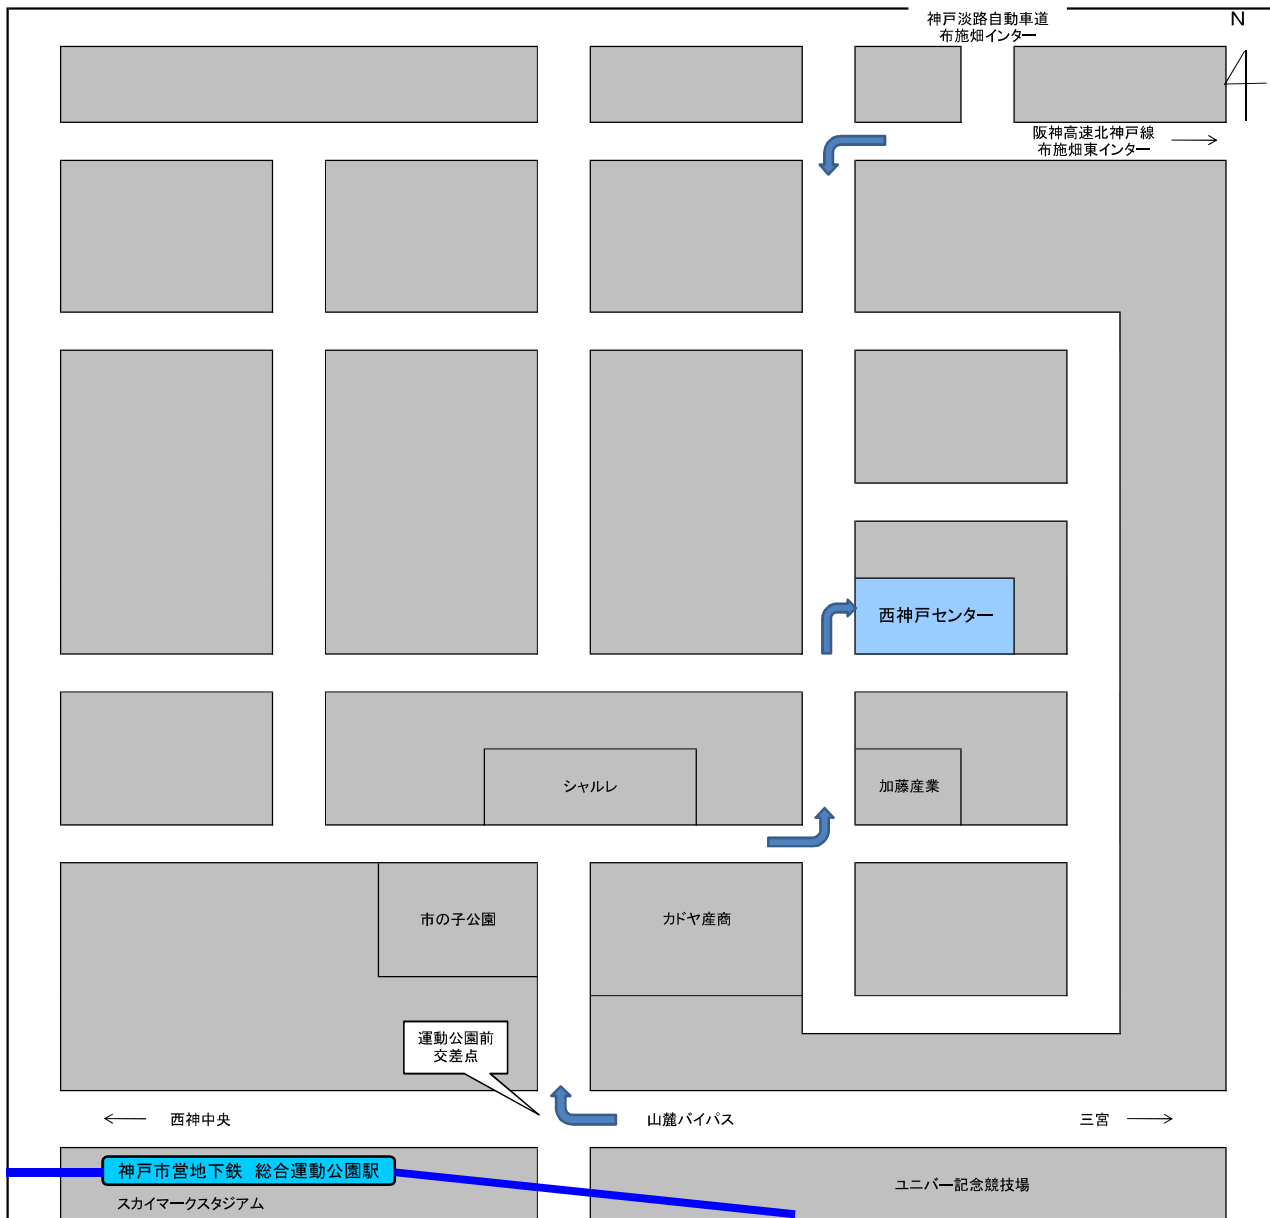 神戸淡路自動車道
布施畑インター
N
阪神高速北神戸線
布施畑東インター
西神戸センター
シャルレ
加藤産業
市の子公園
カドヤ産商
運動公園前
交差点
西神中央
山麓バイパス
三宮
神戸市営地下鉄 総合運動公園駅
ユニバー記念競技場
スカイマークスタジアム